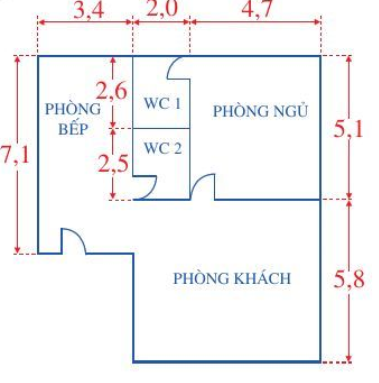 3,4 2,0 4,7
2,6
PHÒNG
BẾP
WC 1
PHÒNG NGỦ
5,1
7,1
2,5
WC 2
PHÒNG KHÁCH
5,8